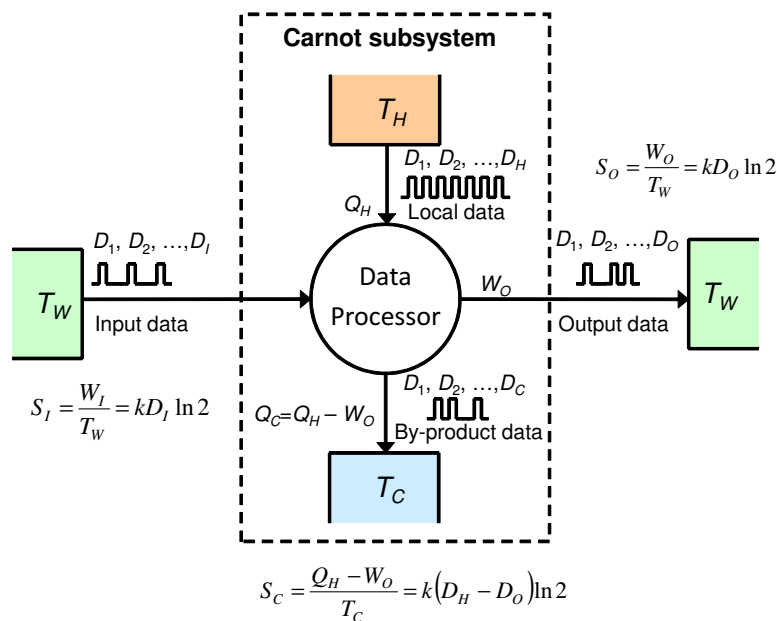 Carnot subsystem
T_H
D_1, D_2, ...,D_H
Q_H
Local data
S_O = W_O / T_W = kD_O ln 2
D_1, D_2, ...,D_I
T_W
Input data
Data
Processor
W_O
D_1, D_2, ...,D_O
Output data
T_W
S_I = W_I / T_W = kD_I ln 2
Q_C=Q_H – W_O
D_1, D_2, ...,D_C
By-product data
T_C
S_C = (Q_H − W_O) / T_C = k(D_H − D_O)ln 2